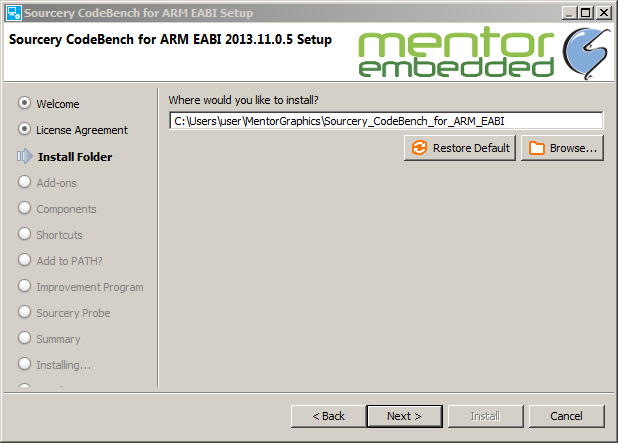 Sourcery CodeBench for ARM EABI Setup
Sourcery CodeBench for ARM EABI 2013.11.0.5 Setup
mentor
embedded
Welcome
License Agreement
Install Folder
Add-ons
Components
Shortcuts
Add to PATH?
Improvement Program
Sourcery Probe
Summary
Installing...
Where would you like to install?
C:\Users\user\MentorGraphics\Sourcery_CodeBench_for_ARM_EABI
Restore Default
Browse...
< Back
Next >
Install
Cancel